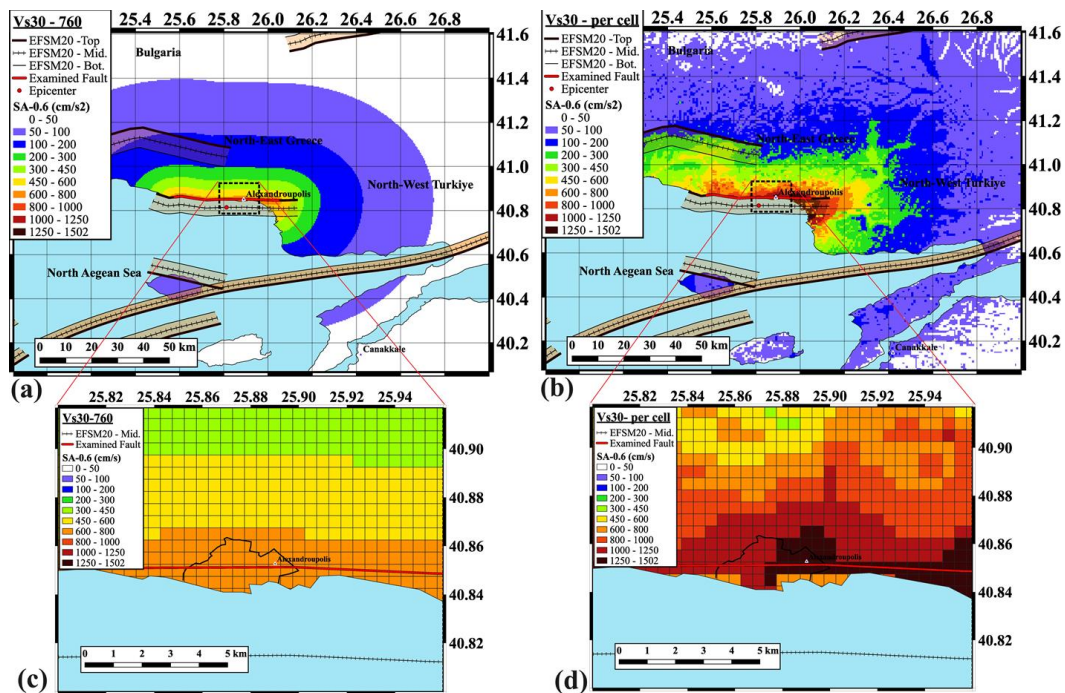 25.4 25.6 25.8 26.0 26.2 26.4 26.6 26.8
Vs30 - 760
EFSM20 -Top
EFSM20 - Mid.
EFSM20 - Bot.
Examined Fault
Epicenter
SA-0.6 (cm/s2)
0 - 50
50 - 100
100 - 200
200 - 300
300 - 450
450 - 600
600 - 800
800 - 1000
1000 - 1250
1250 - 1502
Bulgaria
North-East Greece
North-West Turkiye
Alexandroupolis
North Aegean Sea
Canakkale
0 10 20 30 40 50 km
(a)
41.6
41.4
41.2
41.0
40.8
40.6
40.4
40.2
25.4 25.6 25.8 26.0 26.2 26.4 26.6 26.8
Vs30 - per cell
EFSM20 -Top
EFSM20 - Mid.
EFSM20 - Bot.
Examined Fault
Epicenter
SA-0.6 (cm/s2)
0 - 50
50 - 100
100 - 200
200 - 300
300 - 450
450 - 600
600 - 800
800 - 1000
1000 - 1250
1250 - 1502
Bulgaria
North-East Greece
North-West Turkiye
Alexandroupolis
North Aegean Sea
Canakkale
0 10 20 30 40 50 km
(b)
41.6
41.4
41.2
41.0
40.8
40.6
40.4
40.2
25.82 25.84 25.86 25.88 25.90 25.92 25.94
Vs30-760
EFSM20 - Mid.
Examined Fault
SA-0.6 (cm/s)
0 - 50
50 - 100
100 - 200
200 - 300
300 - 450
450 - 600
600 - 800
800 - 1000
1000 - 1250
1250 - 1502
Alexandroupolis
0 1 2 3 4 5 km
(c)
40.90
40.88
40.86
40.84
40.82
25.82 25.84 25.86 25.88 25.90 25.92 25.94
Vs30- per cell
EFSM20 - Mid.
Examined Fault
SA-0.6 (cm/s)
0 - 50
50 - 100
100 - 200
200 - 300
300 - 450
450 - 600
600 - 800
800 - 1000
1000 - 1250
1250 - 1502
Alexandroupolis
0 1 2 3 4 5 km
(d)
40.90
40.88
40.86
40.84
40.82